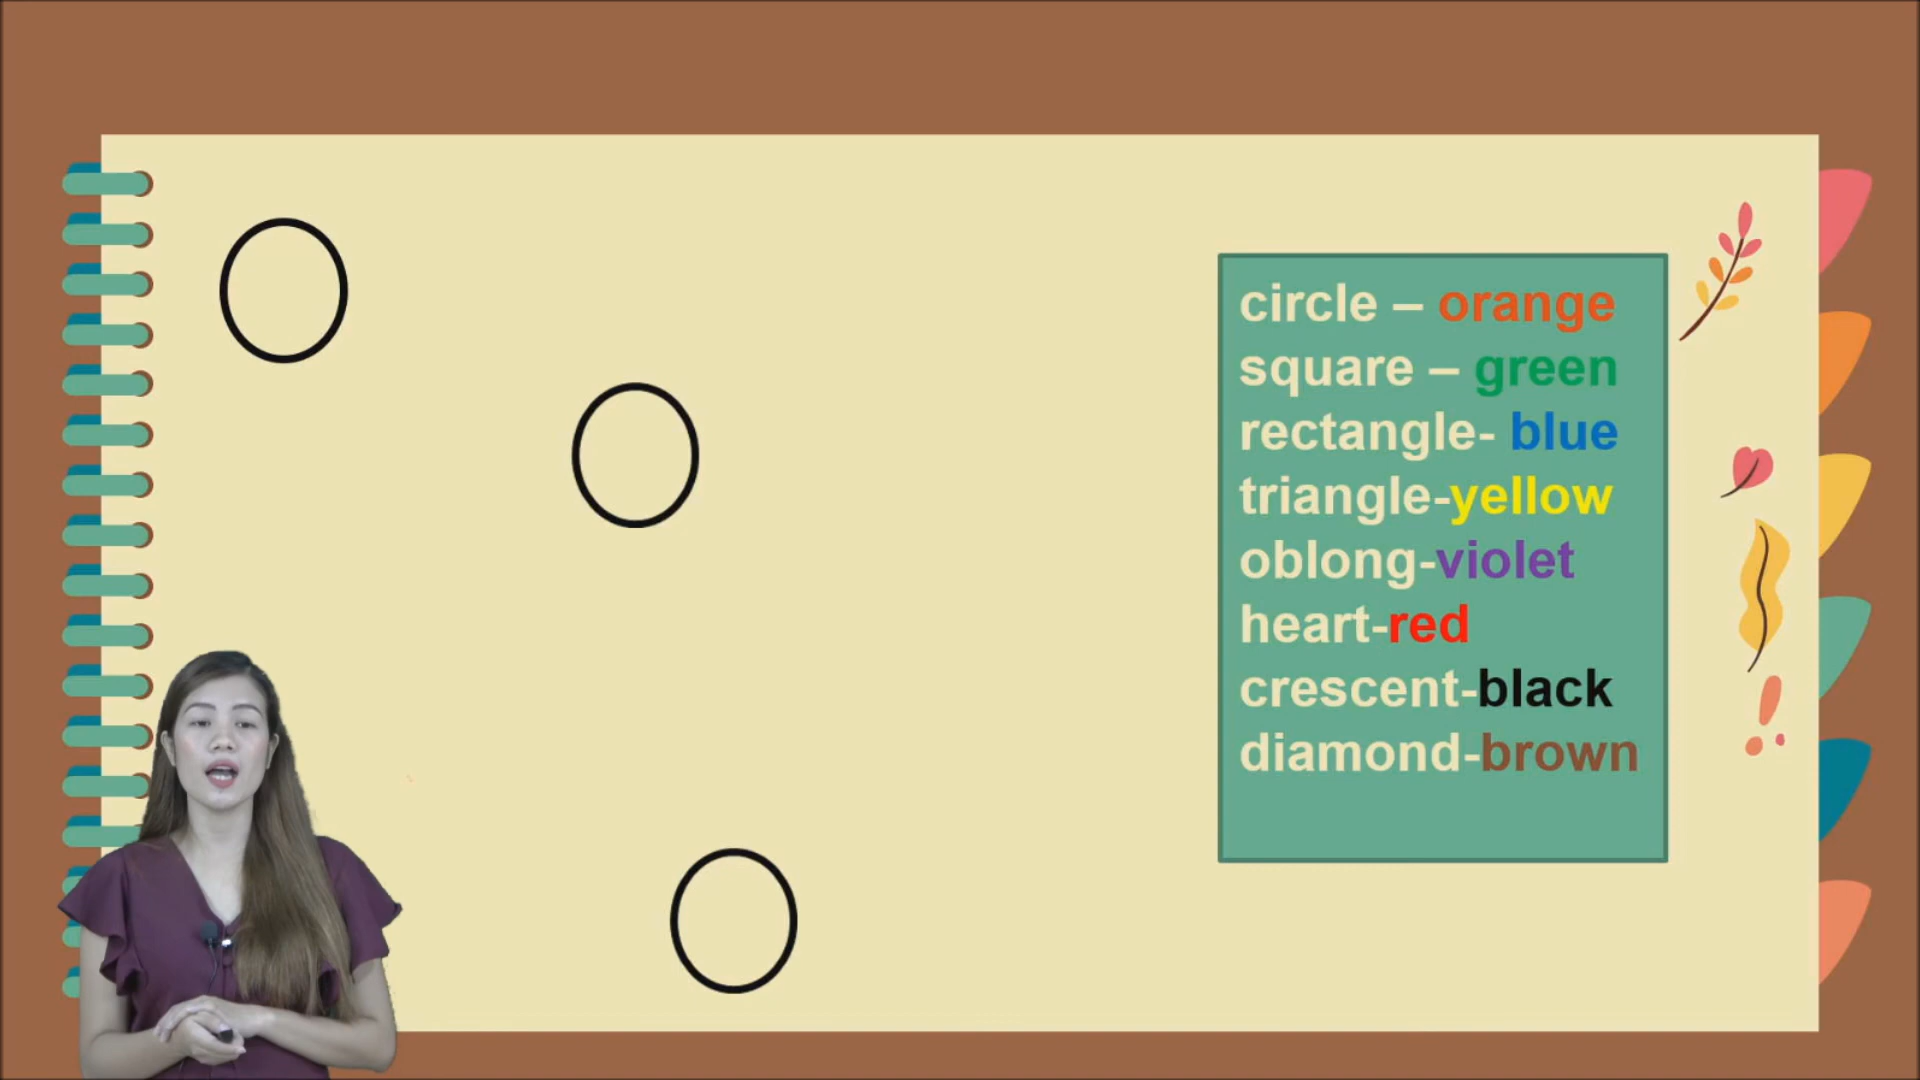 circle – orange
square – green
rectangle- blue
triangle-yellow
oblong-violet
heart-red
crescent-black
diamond-brown